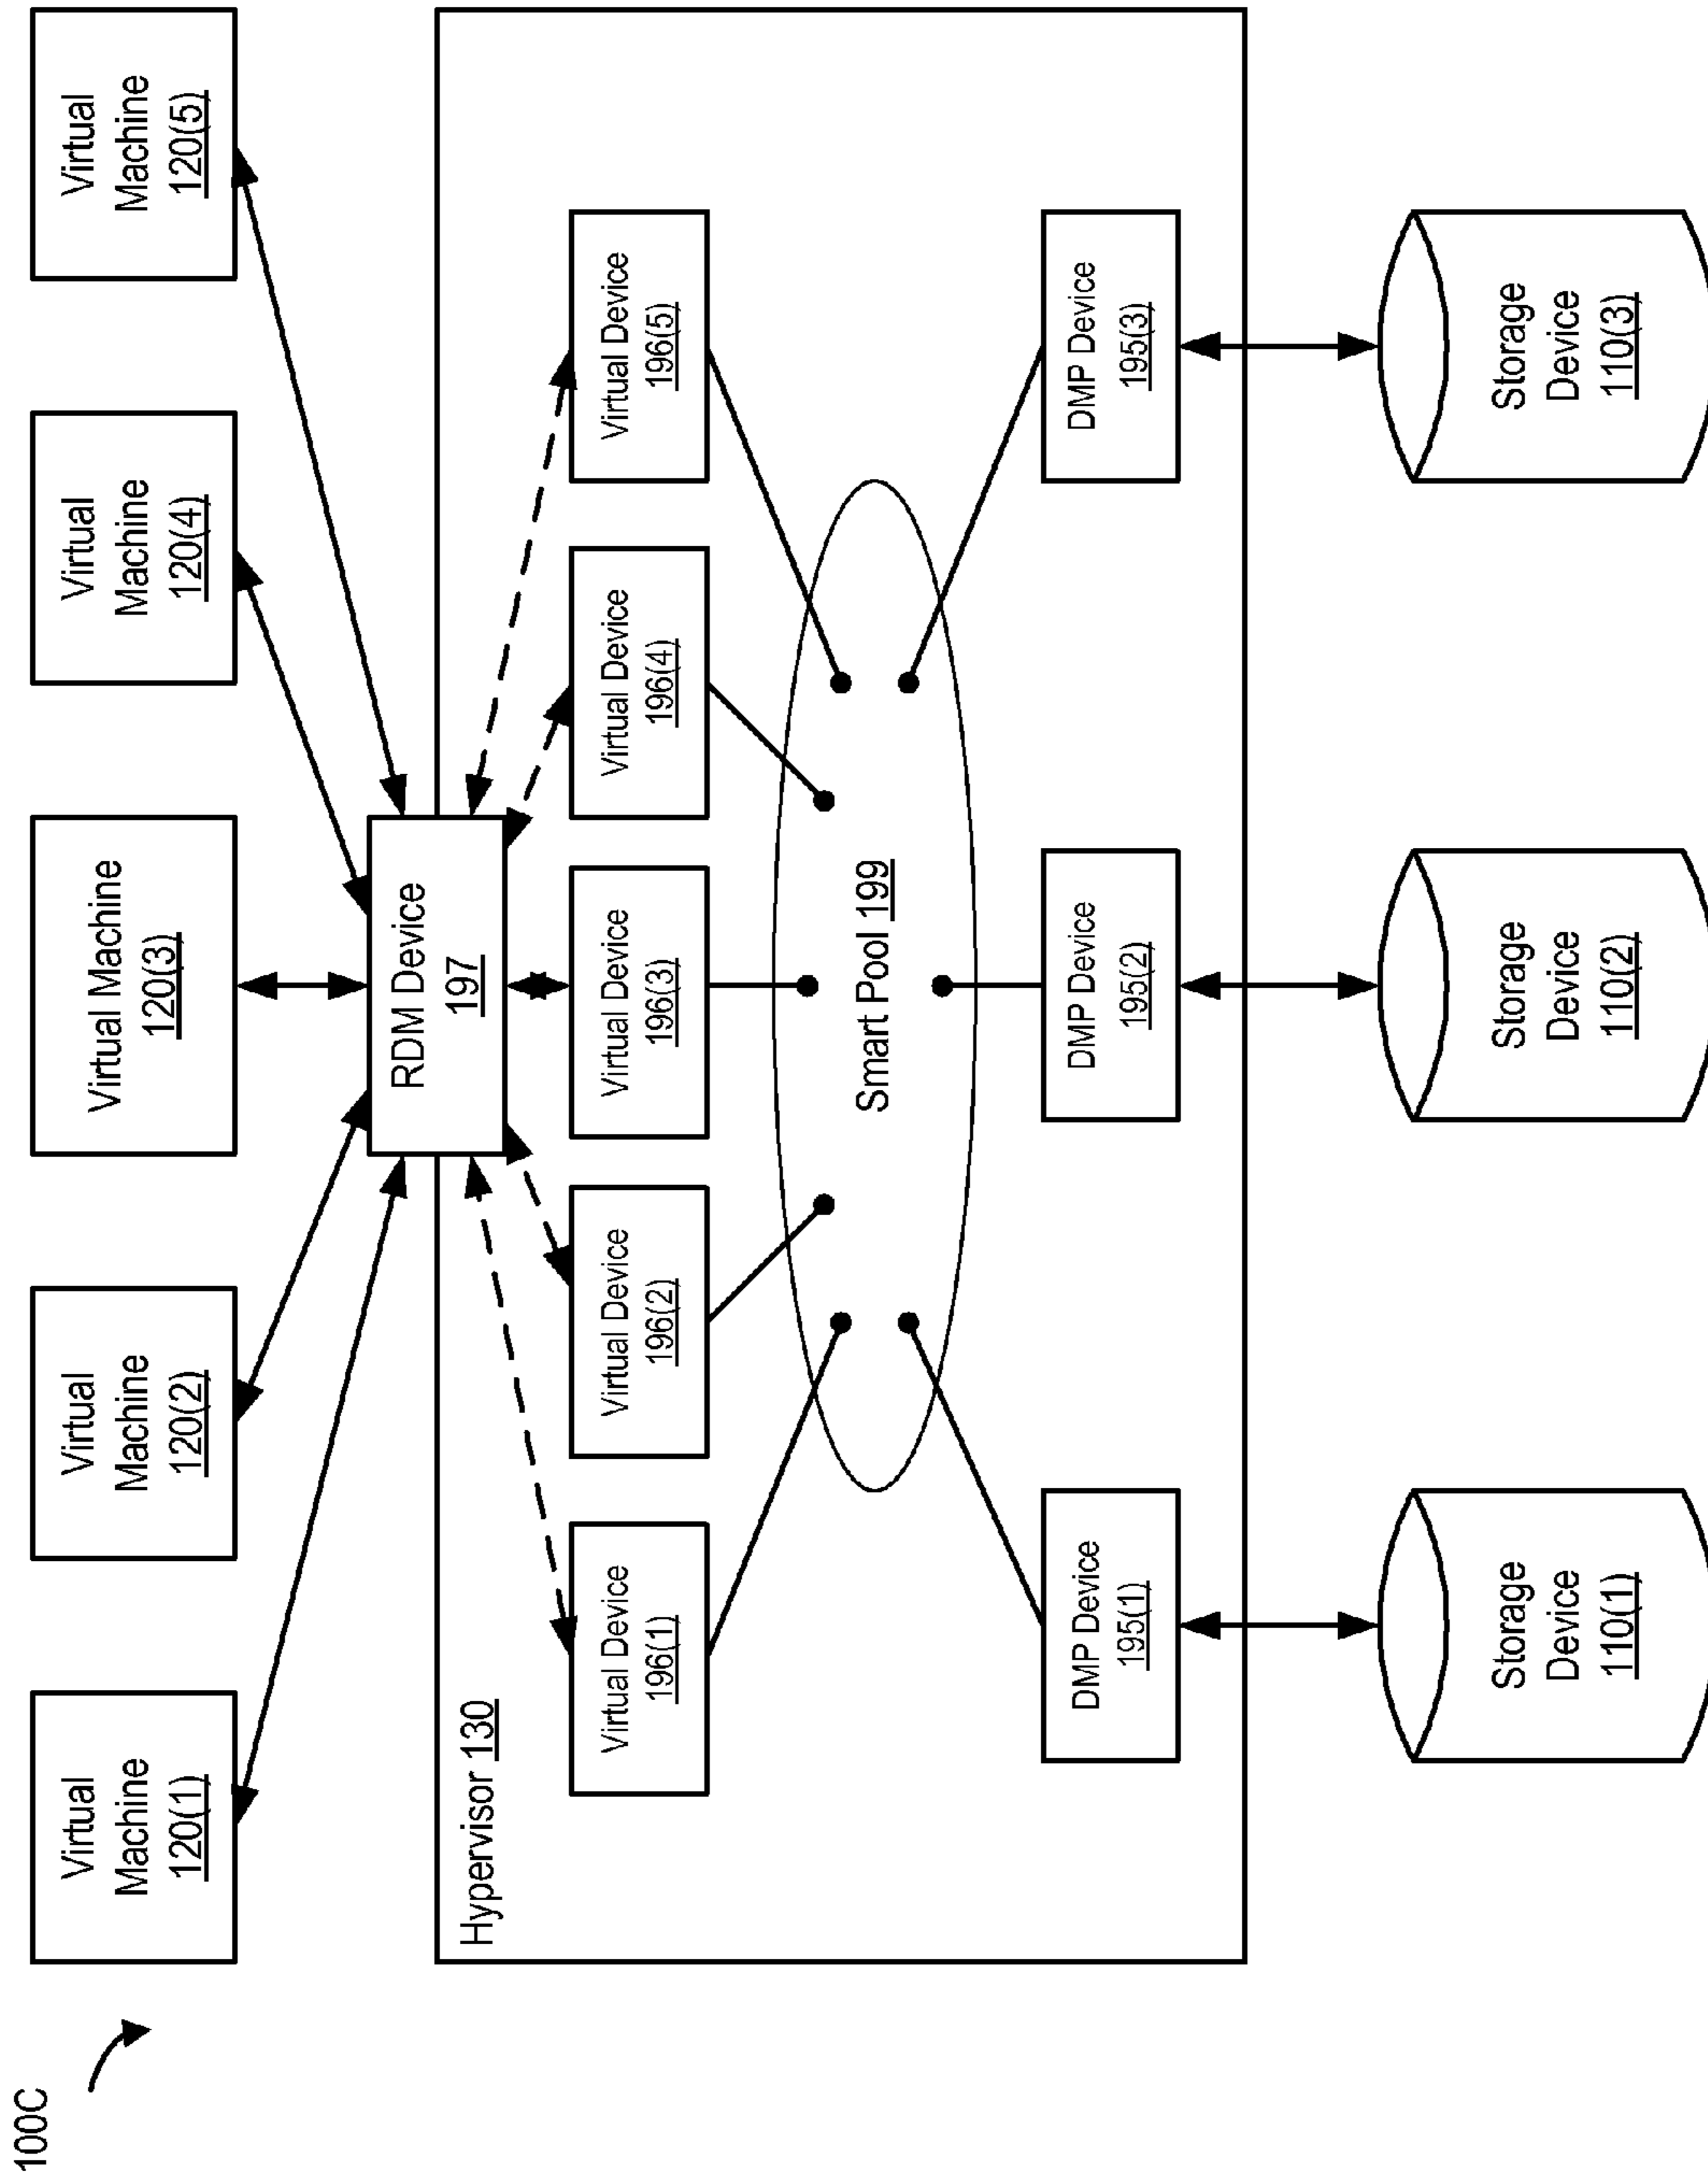 100C
Virtual
Machine
120(1)
Virtual
Machine
120(2)
Virtual Machine
120(3)
Virtual
Machine
120(4)
Virtual
Machine
120(5)
RDM Device
197
Hypervisor 130
Virtual Device
196(1)
Virtual Device
196(2)
Virtual Device
196(3)
Virtual Device
196(4)
Virtual Device
196(5)
Smart Pool 199
DMP Device
195(1)
DMP Device
195(2)
DMP Device
195(3)
Storage
Device
110(1)
Storage
Device
110(2)
Storage
Device
110(3)